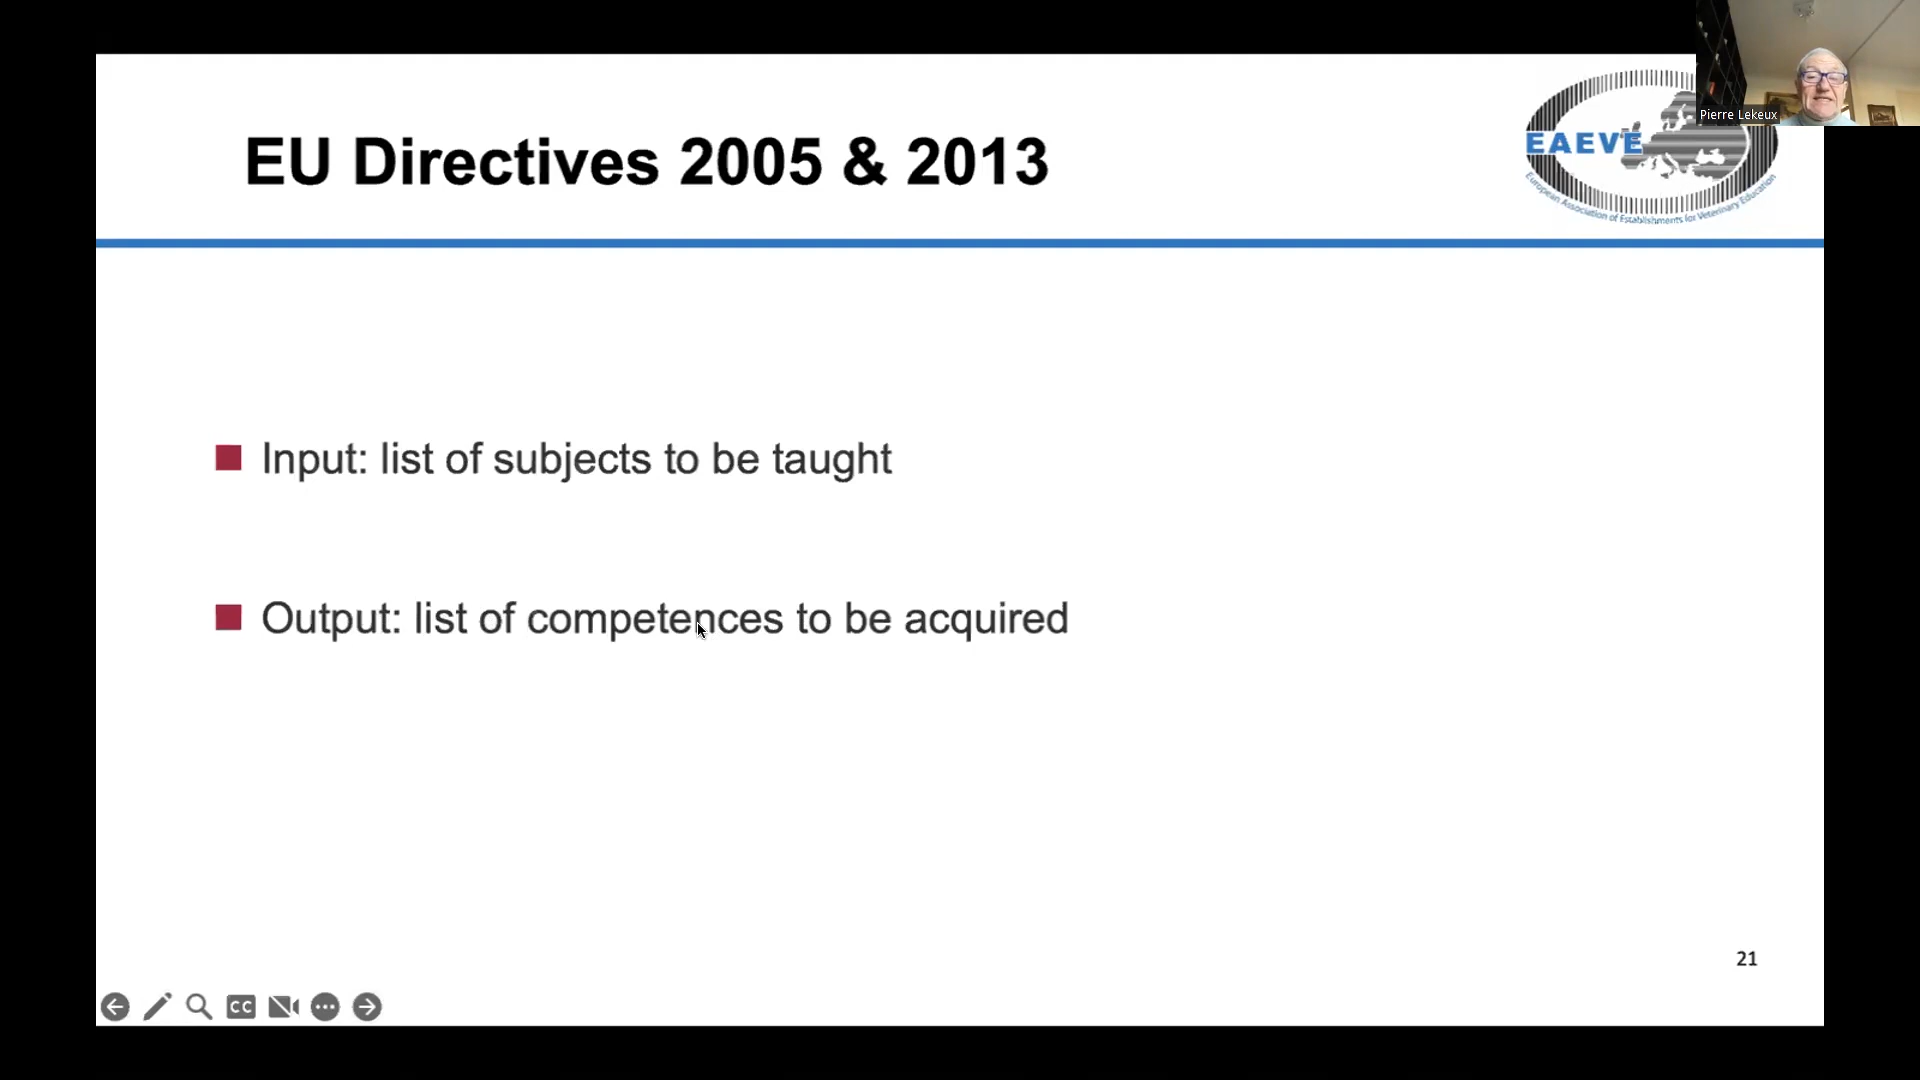 Pierre Lekeux
EU Directives 2005 & 2013
EAEVE
European Association of Establishments for Veterinary Education
Input: list of subjects to be taught
Output: list of competences to be acquired
21
CC